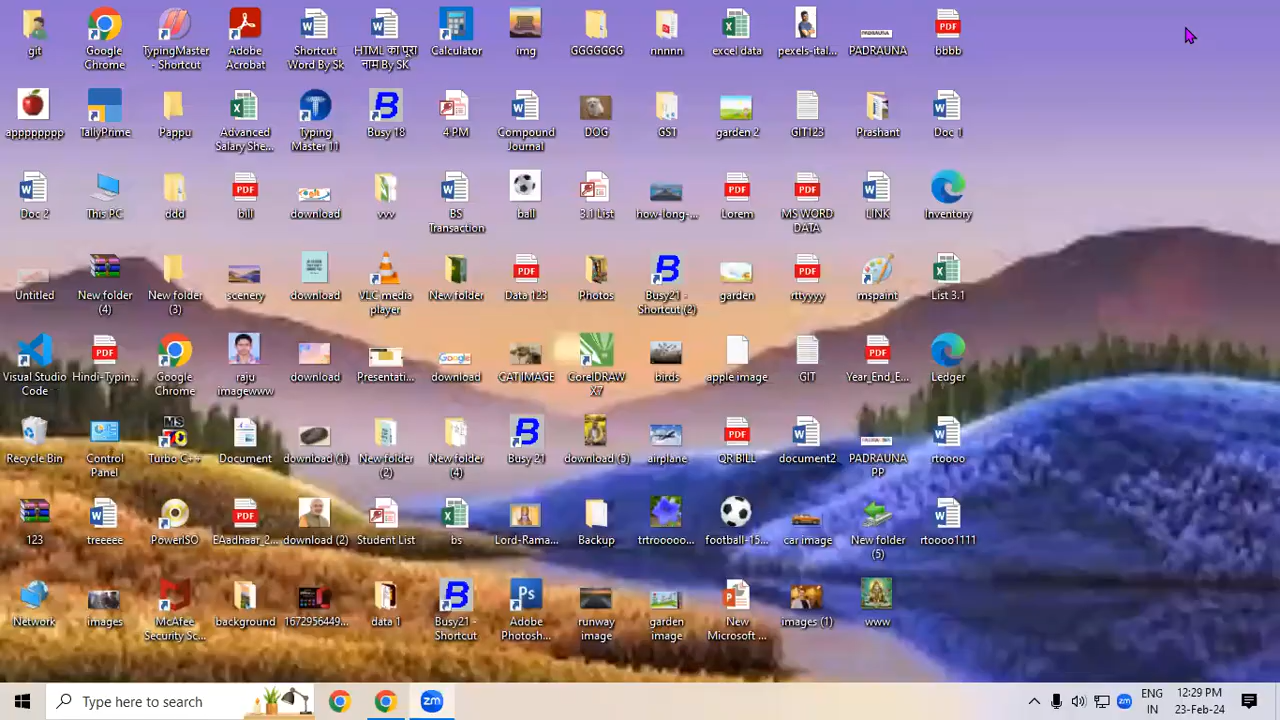 git
Google Chrome
TypingMaster - Shortcut
Adobe Acrobat
Shortcut Word By Sk
HTML का पुरा नाम By SK
Calculator
img
GGGGGGG
nnnnn
excel data
pexels-ital...
PADRAUNA
bbbb
apppppppp
TallyPrime
Pappu
Advanced Salary She...
Typing Master 11
Busy 18
4 PM
Compound Journal
DOG
GST
garden 2
GIT123
Prashant
Doc 1
Doc 2
This PC
ddd
bill
download
vvv
BS Transaction
ball
3.1 List
how-long-...
Lorem
MS WORD DATA
LINK
Inventory
Untitled
New folder (4)
New folder (3)
scenery
download
VLC media player
New folder
Data 123
Photos
Busy21 - Shortcut (2)
garden
rttyyyy
mspaint
List 3.1
Visual Studio Code
Hindi-Typin...
Google Chrome
raju imagewww
download
Presentati...
download
CAT IMAGE
CorelDRAW X7
birds
apple image
GIT
Year_End_E...
Ledger
Recycle Bin
Control Panel
Turbo C++
Document
download (1)
New folder (2)
New folder (4)
Busy 21
download (5)
airplane
QR BILL
document2
PADRAUNA PP
rtoooo
123
treeeee
PowerISO
EAadhaar_2...
download (2)
Student List
bs
Lord-Rama...
Backup
trtrooooo...
football-15...
car image
New folder (5)
rtoooo1111
Network
images
McAfee Security Sc...
background
1672956449...
data 1
Busy21 - Shortcut
Adobe Photosh...
runway image
garden image
New Microsoft ...
images (1)
www
Type here to search
zm
zm
ENG
IN
12:29 PM
23-Feb-24